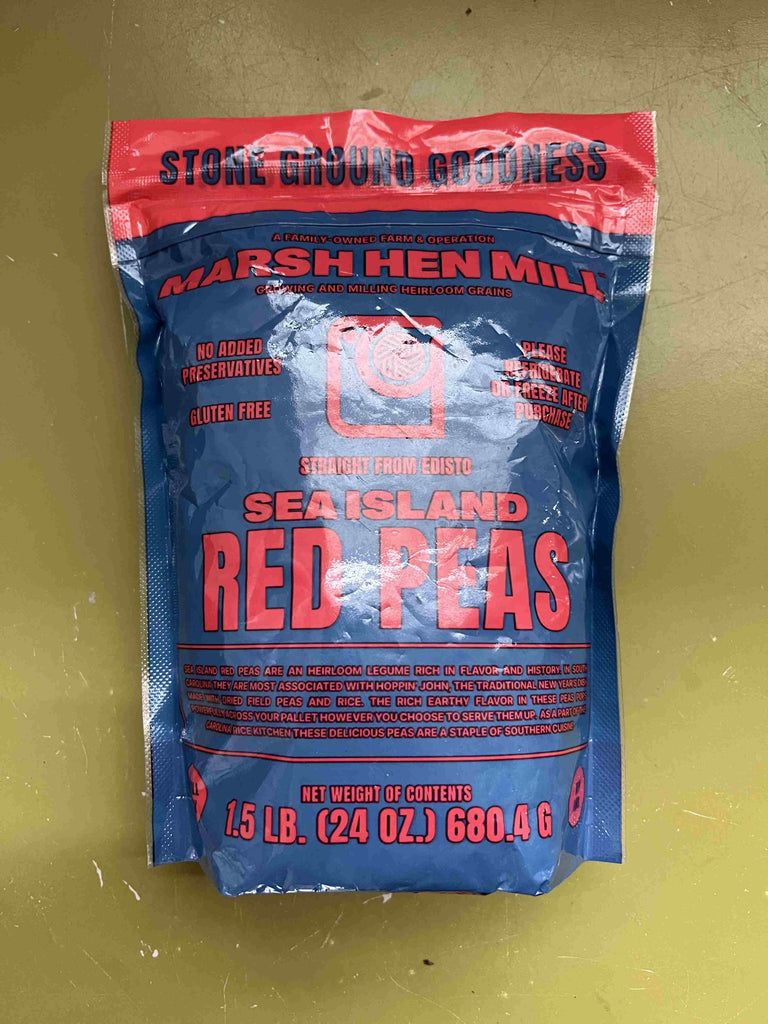 STONE GROUND GOODNESS
A FAMILY-OWNED FARM & OPERATION
MARSH HEN MILL
GROWING AND MILLING HEIRLOOM GRAINS
NO ADDED
PRESERVATIVES
GLUTEN FREE
PLEASE
REFRIGERATE
OR FREEZE AFTER
PURCHASE
STRAIGHT FROM EDISTO
SEA ISLAND
RED PEAS
SEA ISLAND RED PEAS ARE AN HEIRLOOM LEGUME RICH IN FLAVOR AND HISTORY. IN SOUTH
CAROLINA THEY ARE MOST ASSOCIATED WITH HOPPIN' JOHN, THE TRADITIONAL NEW YEAR'S DISH
MADE WITH DRIED FIELD PEAS AND RICE. THE RICH EARTHY FLAVOR IN THESE PEAS POPS
POWERFULLY ACROSS YOUR PALLET HOWEVER YOU CHOOSE TO SERVE THEM UP. AS A PART OF THE
CAROLINA RICE KITCHEN THESE DELICIOUS PEAS ARE A STAPLE OF SOUTHERN CUISINE
NET WEIGHT OF CONTENTS
1.5 LB. (24 OZ.) 680.4 G